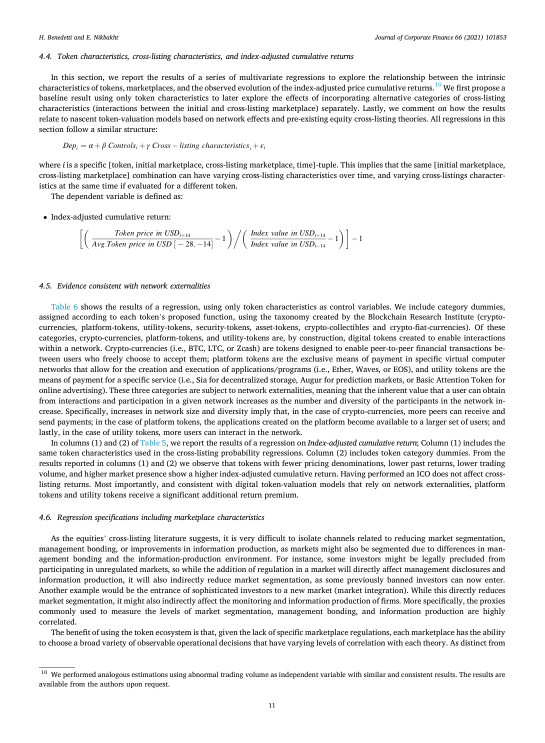 H. Benedetti and E. Nikbakht
Journal of Corporate Finance 66 (2021) 101853
4.4. Token characteristics, cross-listing characteristics, and index-adjusted cumulative returns
In this section, we report the results of a series of multivariate regressions to explore the relationship between the intrinsic
characteristics of tokens, marketplaces, and the observed evolution of the index-adjusted price cumulative returns.10 We first propose a
baseline result using only token characteristics to later explore the effects of incorporating alternative categories of cross-listing
characteristics (interactions between the initial and cross-listing marketplace) separately. Lastly, we comment on how the results
relate to nascent token-valuation models based on network effects and pre-existing equity cross-listing theories. All regressions in this
section follow a similar structure:
Depi = α + β Controlsi + γ Cross − listing characteristicsi + εi
where i is a specific [token, initial marketplace, cross-listing marketplace, time]-tuple. This implies that the same [initial marketplace,
cross-listing marketplace] combination can have varying cross-listing characteristics over time, and varying cross-listings character-
istics at the same time if evaluated for a different token.
The dependent variable is defined as:
• Index-adjusted cumulative return:
[(Token price in USDt+14 / Avg.Token price in USD [−28, −14] − 1) / (Index value in USDt+14 / Index value in USDt−14 − 1)] − 1
4.5. Evidence consistent with network externalities
Table 6 shows the results of a regression, using only token characteristics as control variables. We include category dummies,
assigned according to each token's proposed function, using the taxonomy created by the Blockchain Research Institute (crypto-
currencies, platform-tokens, utility-tokens, security-tokens, asset-tokens, crypto-collectibles and crypto-fiat-currencies). Of these
categories, crypto-currencies, platform-tokens, and utility-tokens are, by construction, digital tokens created to enable interactions
within a network. Crypto-currencies (i.e., BTC, LTC, or Zcash) are tokens designed to enable peer-to-peer financial transactions be-
tween users who freely choose to accept them; platform tokens are the exclusive means of payment in specific virtual computer
networks that allow for the creation and execution of applications/programs (i.e., Ether, Waves, or EOS), and utility tokens are the
means of payment for a specific service (i.e., Sia for decentralized storage, Augur for prediction markets, or Basic Attention Token for
online advertising). These three categories are subject to network externalities, meaning that the inherent value that a user can obtain
from interactions and participation in a given network increases as the number and diversity of the participants in the network in-
crease. Specifically, increases in network size and diversity imply that, in the case of crypto-currencies, more peers can receive and
send payments; in the case of platform tokens, the applications created on the platform become available to a larger set of users; and
lastly, in the case of utility tokens, more users can interact in the network.
In columns (1) and (2) of Table 5, we report the results of a regression on Index-adjusted cumulative return; Column (1) includes the
same token characteristics used in the cross-listing probability regressions. Column (2) includes token category dummies. From the
results reported in columns (1) and (2) we observe that tokens with fewer pricing denominations, lower past returns, lower trading
volume, and higher market presence show a higher index-adjusted cumulative return. Having performed an ICO does not affect cross-
listing returns. Most importantly, and consistent with digital token-valuation models that rely on network externalities, platform
tokens and utility tokens receive a significant additional return premium.
4.6. Regression specifications including marketplace characteristics
As the equities' cross-listing literature suggests, it is very difficult to isolate channels related to reducing market segmentation,
management bonding, or improvements in information production, as markets might also be segmented due to differences in man-
agement bonding and the information-production environment. For instance, some investors might be legally precluded from
participating in unregulated markets, so while the addition of regulation in a market will directly affect management disclosures and
information production, it will also indirectly reduce market segmentation, as some previously banned investors can now enter.
Another example would be the entrance of sophisticated investors to a new market (market integration). While this directly reduces
market segmentation, it might also indirectly affect the monitoring and information production of firms. More specifically, the proxies
commonly used to measure the levels of market segmentation, management bonding, and information production are highly
correlated.
The benefit of using the token ecosystem is that, given the lack of specific marketplace regulations, each marketplace has the ability
to choose a broad variety of observable operational decisions that have varying levels of correlation with each theory. As distinct from
10 We performed analogous estimations using abnormal trading volume as independent variable with similar and consistent results. The results are
available from the authors upon request.
11